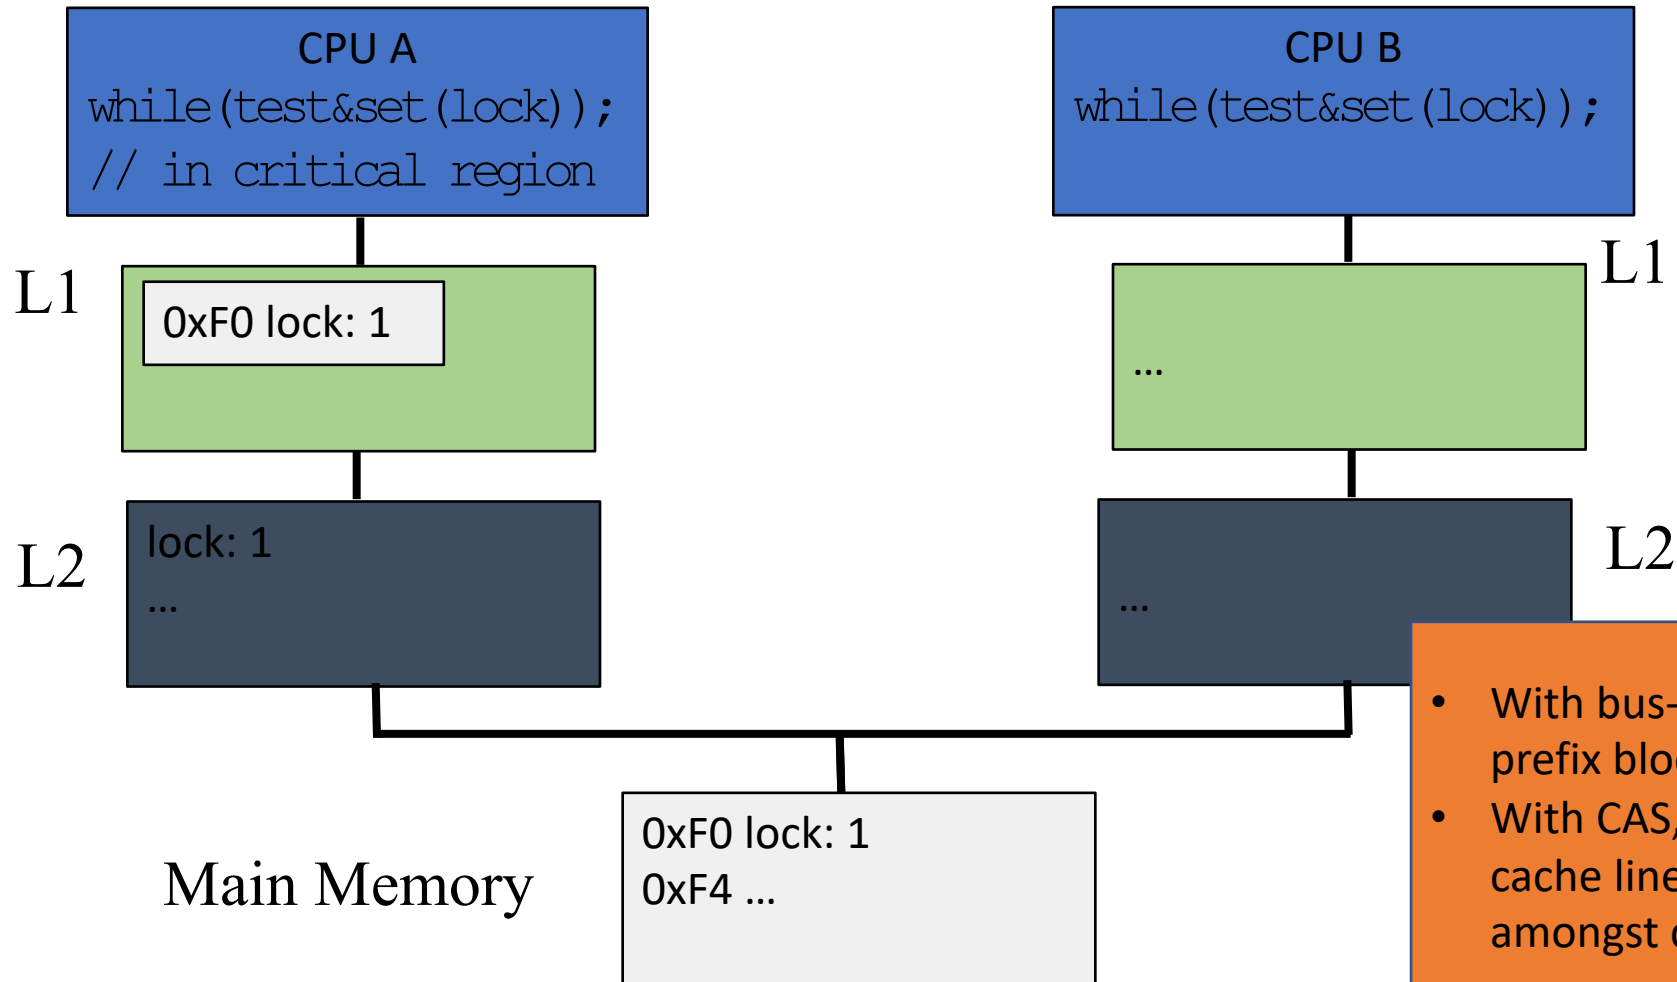 CPU A
while(test&set(lock));
// in critical region
CPU B
while(test&set(lock));
L1
0xF0 lock: 1
L1
…
L2
lock: 1
…
L2
…
• With bus-
prefix
• With CAS,
cache line
amongst
Main Memory
0xF0 lock: 1
0xF4 …